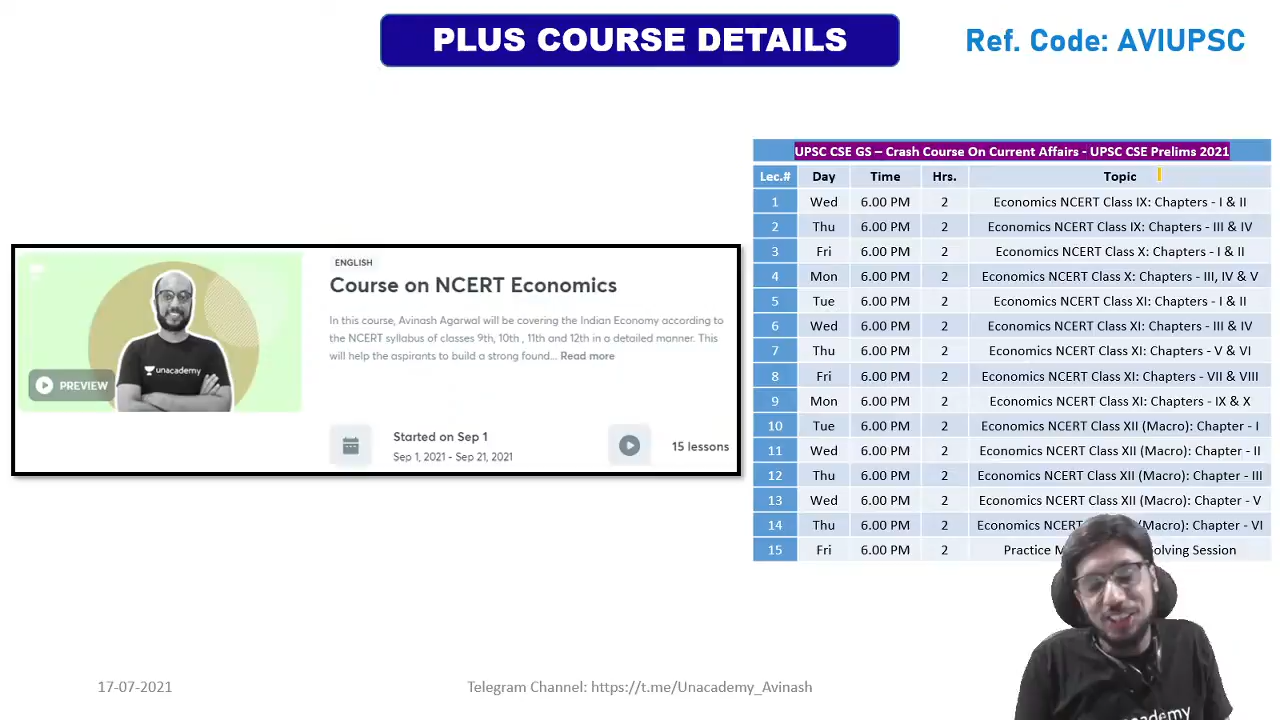 PLUS COURSE DETAILS
Ref. Code: AVIUPSC
ENGLISH
Course on NCERT Economics
In this course, Avinash Agarwal will be covering the Indian Economy according to
the NCERT syllabus of classes 9th, 10th , 11th and 12th in a detailed manner. This
will help the aspirants to build a strong found... Read more
unacademy
PREVIEW
Started on Sep 1
Sep 1, 2021 - Sep 21, 2021
15 lessons
UPSC CSE GS – Crash Course On Current Affairs - UPSC CSE Prelims 2021
Lec.# Day Time Hrs. Topic
1 Wed 6.00 PM 2 Economics NCERT Class IX: Chapters - I & II
2 Thu 6.00 PM 2 Economics NCERT Class IX: Chapters - III & IV
3 Fri 6.00 PM 2 Economics NCERT Class X: Chapters - I & II
4 Mon 6.00 PM 2 Economics NCERT Class X: Chapters - III, IV & V
5 Tue 6.00 PM 2 Economics NCERT Class XI: Chapters - I & II
6 Wed 6.00 PM 2 Economics NCERT Class XI: Chapters - III & IV
7 Thu 6.00 PM 2 Economics NCERT Class XI: Chapters - V & VI
8 Fri 6.00 PM 2 Economics NCERT Class XI: Chapters - VII & VIII
9 Mon 6.00 PM 2 Economics NCERT Class XI: Chapters - IX & X
10 Tue 6.00 PM 2 Economics NCERT Class XII (Macro): Chapter - I
11 Wed 6.00 PM 2 Economics NCERT Class XII (Macro): Chapter - II
12 Thu 6.00 PM 2 Economics NCERT Class XII (Macro): Chapter - III
13 Wed 6.00 PM 2 Economics NCERT Class XII (Macro): Chapter - V
14 Thu 6.00 PM 2 Economics NCERT (Macro): Chapter - VI
15 Fri 6.00 PM 2 Practice Session
17-07-2021
Telegram Channel: https://t.me/Unacademy_Avinash